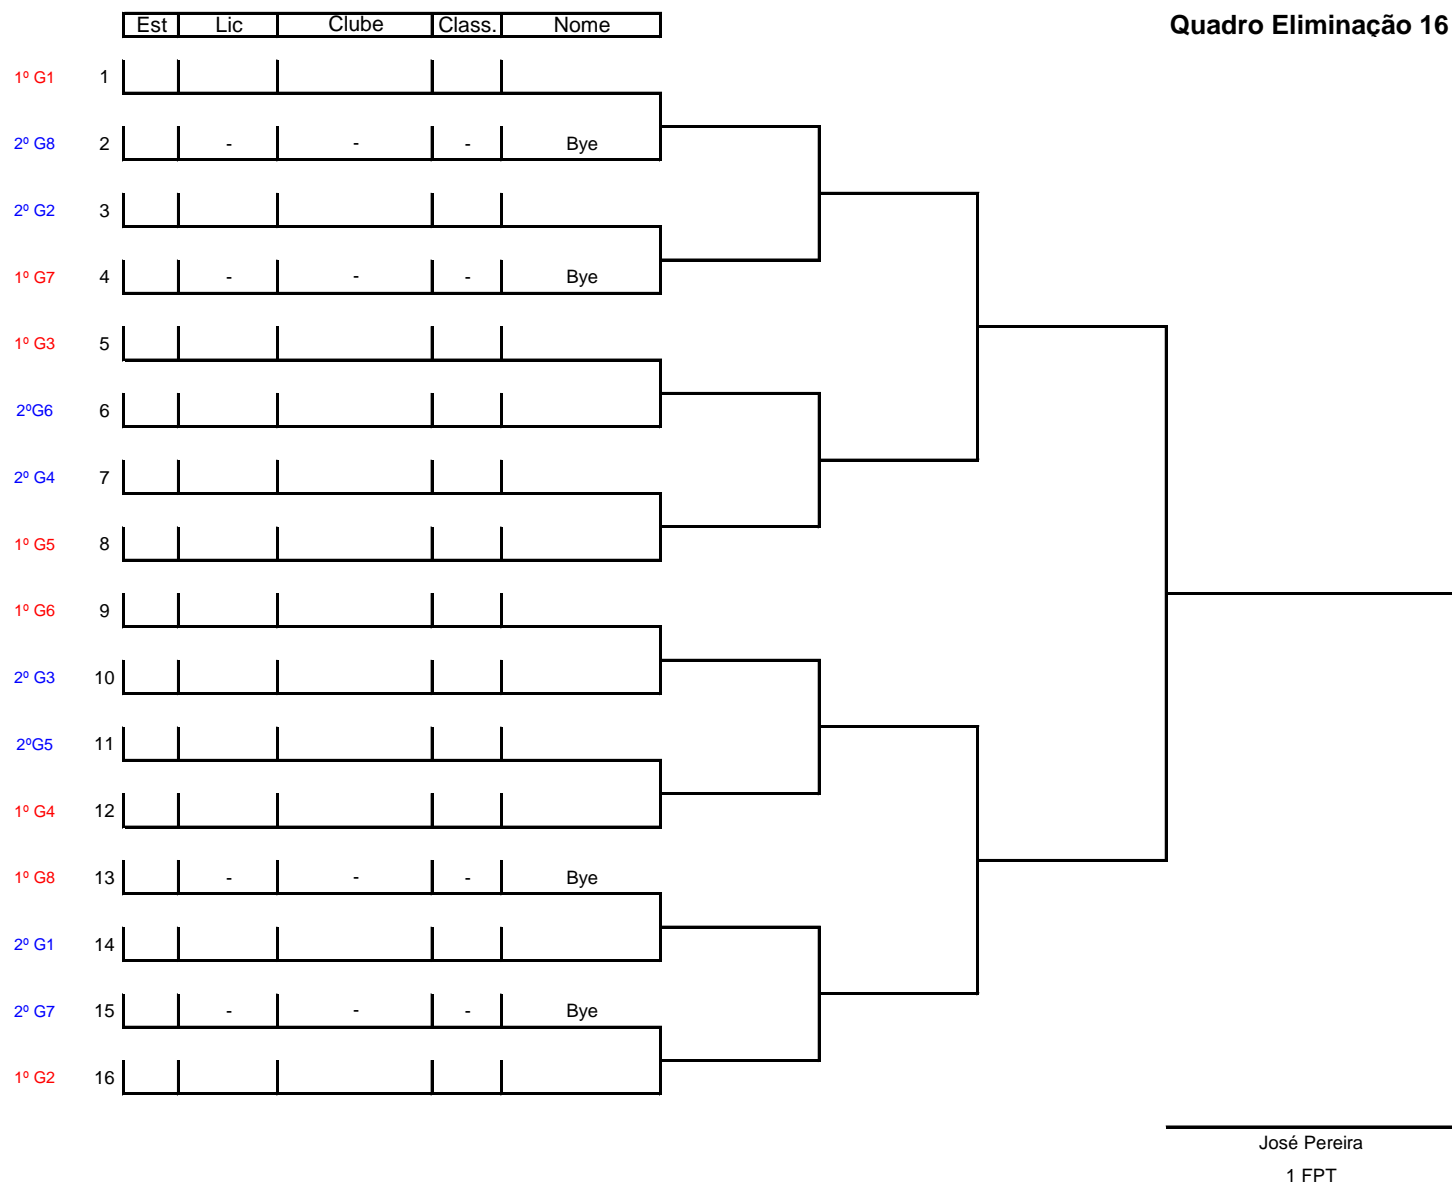 Est Lic Clube Class. Nome Quadro Eliminação 16
1º G1 1
2º G8 2 - - - Bye
2º G2 3
1º G7 4 - - - Bye
1º G3 5
2ºG6 6
2º G4 7
1º G5 8
1º G6 9
2º G3 10
2ºG5 11
1º G4 12
1º G8 13 - - - Bye
2º G1 14
2º G7 15 - - - Bye
1º G2 16
José Pereira
1 FPT